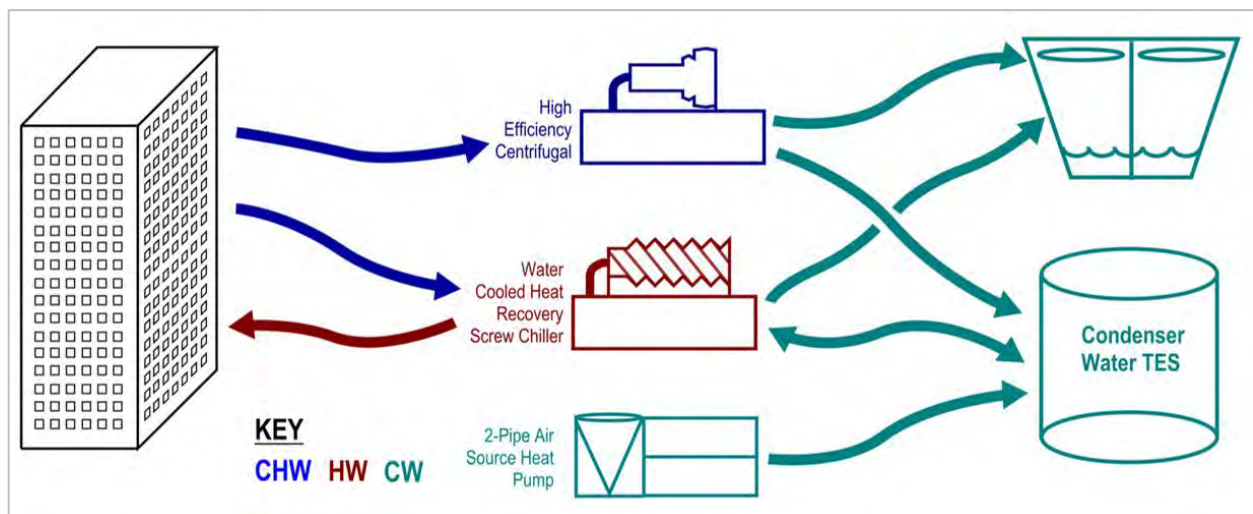 High
Efficiency
Centrifugal
Water
Cooled Heat
Recovery
Screw Chiller
Condenser
Water TES
2-Pipe Air
Source Heat
Pump
KEY
CHW HW CW